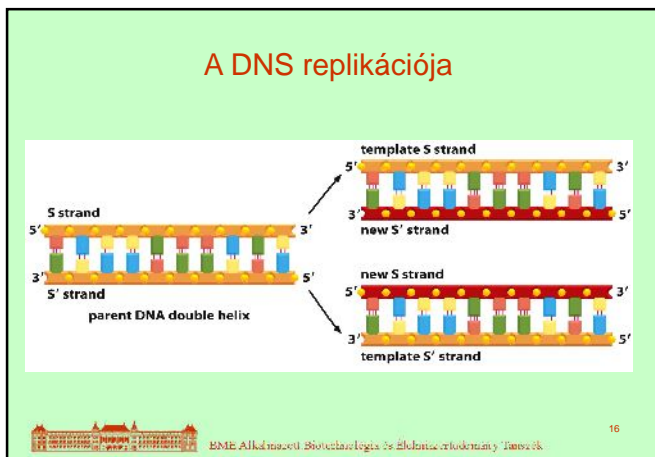 A DNS replikációja
template S strand
5′ 3′
S strand
5′ 3′
3′ 5′
new S′ strand
3′ 5′
S′ strand
new S strand
5′ 3′
parent DNA double helix
3′ 5′
template S′ strand
16
BME Alkalmazott Biotechnológia és Élelmiszertudomány Tanszék